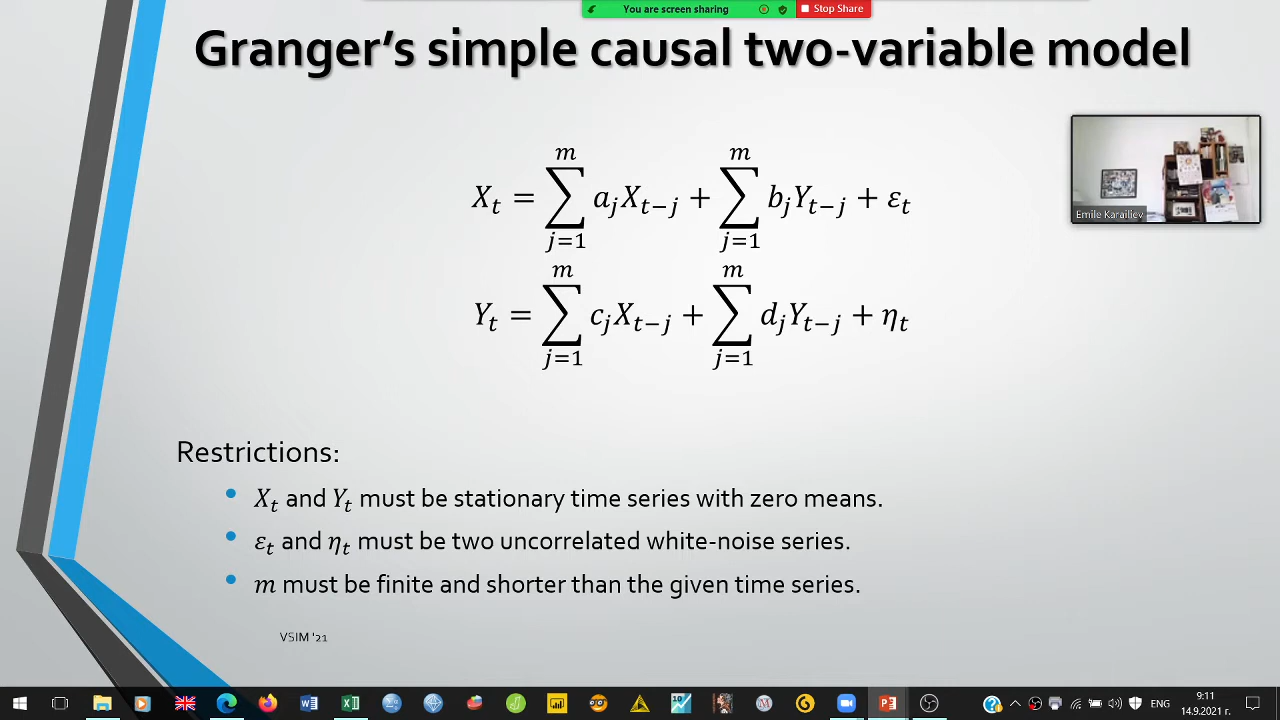 You are screen sharing
Stop Share
Granger's simple causal two-variable model
Emile Karailiev
X_t = ∑_{j=1}^{m} a_j X_{t−j} + ∑_{j=1}^{m} b_j Y_{t−j} + ε_t
Y_t = ∑_{j=1}^{m} c_j X_{t−j} + ∑_{j=1}^{m} d_j Y_{t−j} + η_t
Restrictions:
X_t and Y_t must be stationary time series with zero means.
ε_t and η_t must be two uncorrelated white-noise series.
m must be finite and shorter than the given time series.
VSIM '21
10
ENG
9:11
14.9.2021 г.